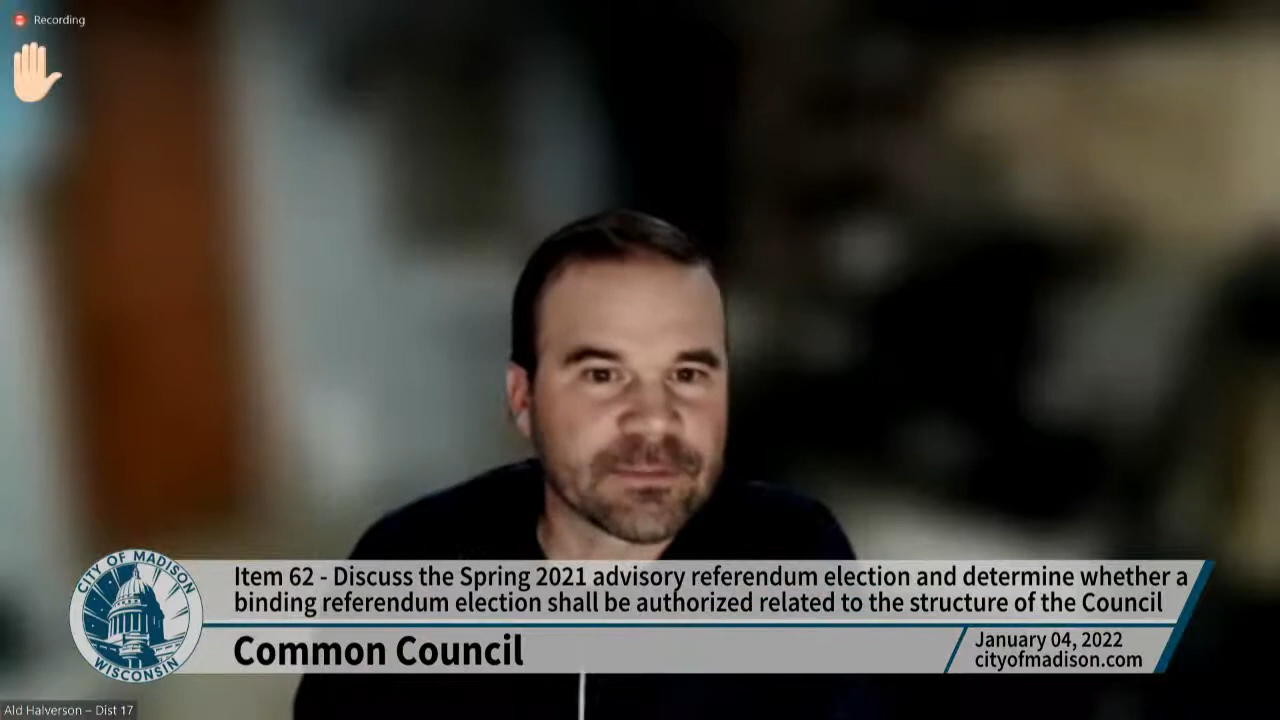 Recording
CITY OF MADISON
WISCONSIN
Item 62 - Discuss the Spring 2021 advisory referendum election and determine whether a
binding referendum election shall be authorized related to the structure of the Council
Common Council
January 04, 2022
cityofmadison.com
Ald Halverson – Dist 17